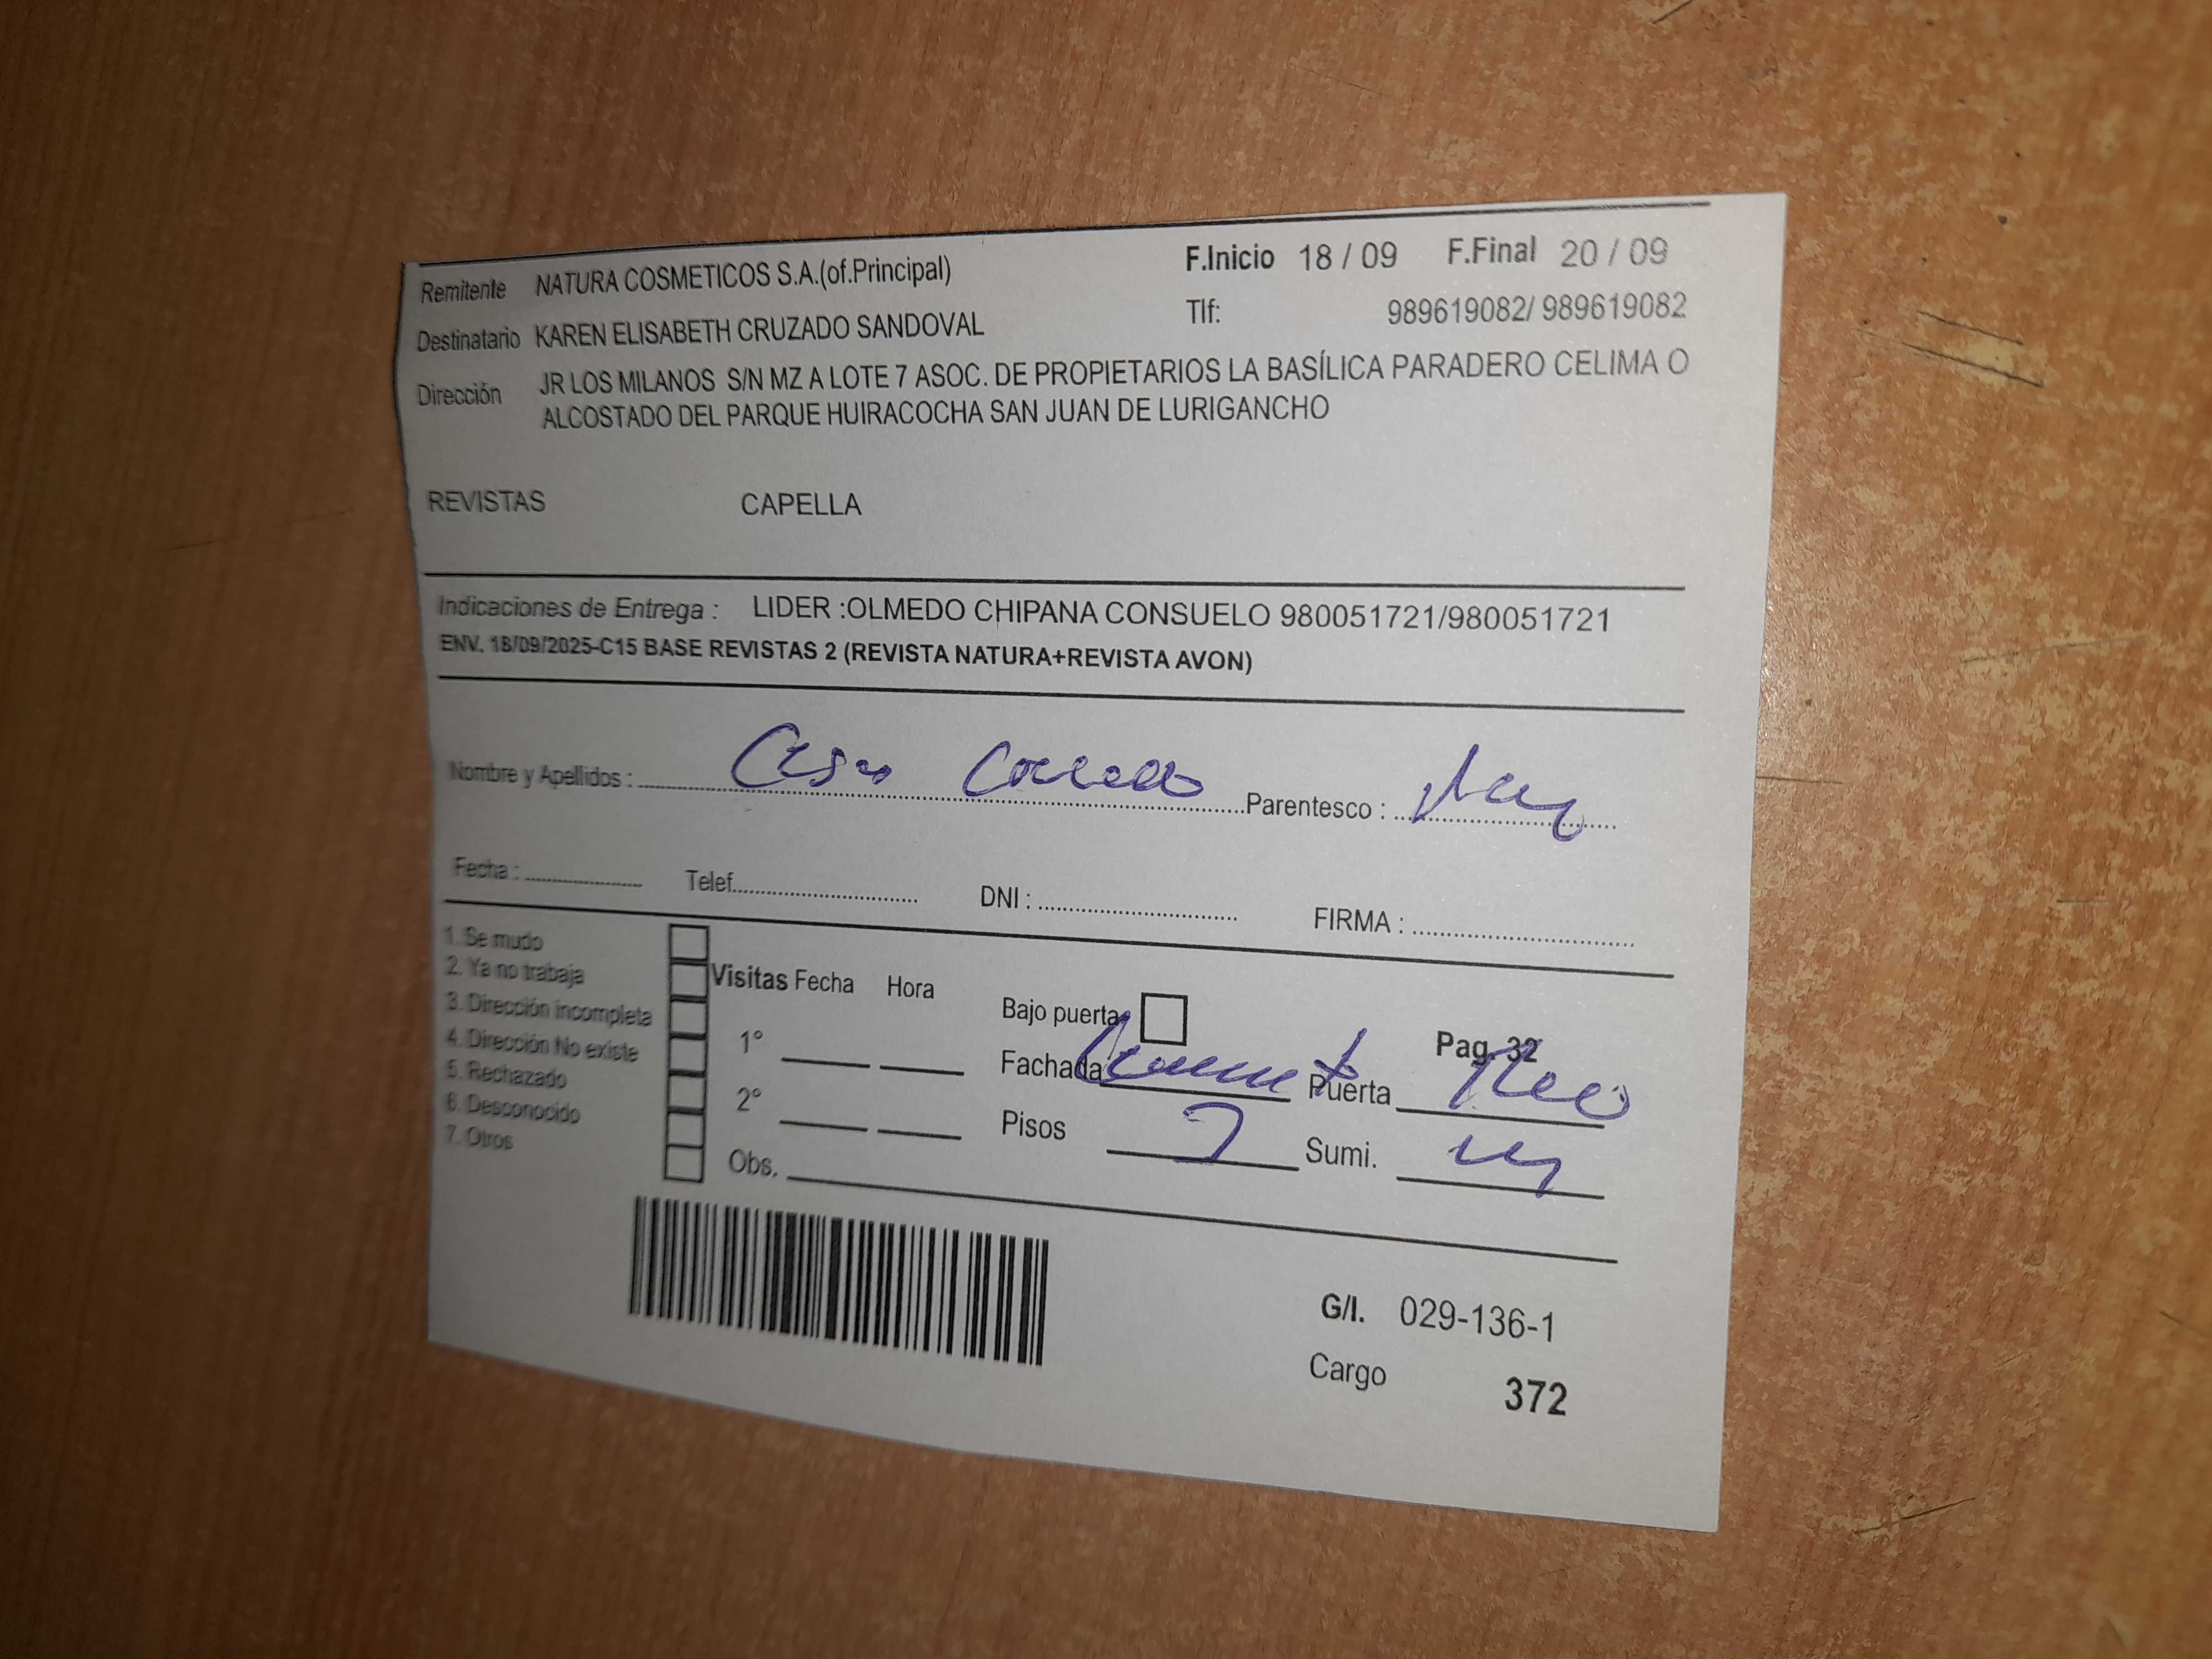 Remitente NATURA COSMETICOS S.A.(of.Principal) F.Inicio 18 / 09 F.Final 20 / 09
Destinatario KAREN ELISABETH CRUZADO SANDOVAL Tlf: 989619082/ 989619082
Dirección JR LOS MILANOS S/N MZ A LOTE 7 ASOC. DE PROPIETARIOS LA BASÍLICA PARADERO CELIMA O
ALCOSTADO DEL PARQUE HUIRACOCHA SAN JUAN DE LURIGANCHO
REVISTAS CAPELLA
Indicaciones de Entrega : LIDER :OLMEDO CHIPANA CONSUELO 980051721/980051721
ENV. 18/09/2025-C15 BASE REVISTAS 2 (REVISTA NATURA+REVISTA AVON)
Nombre y Apellidos : Parentesco :
Fecha : Telef. DNI : FIRMA :
1. Se mudo
2. Ya no trabaja Visitas Fecha Hora Bajo puerta
3. Dirección incompleta 1° Fachada Puerta Pag. 32
4. Dirección No existe
5. Rechazado 2° Pisos Sumi.
6. Desconocido
7. Otros Obs.
G/I. 029-136-1
Cargo 372